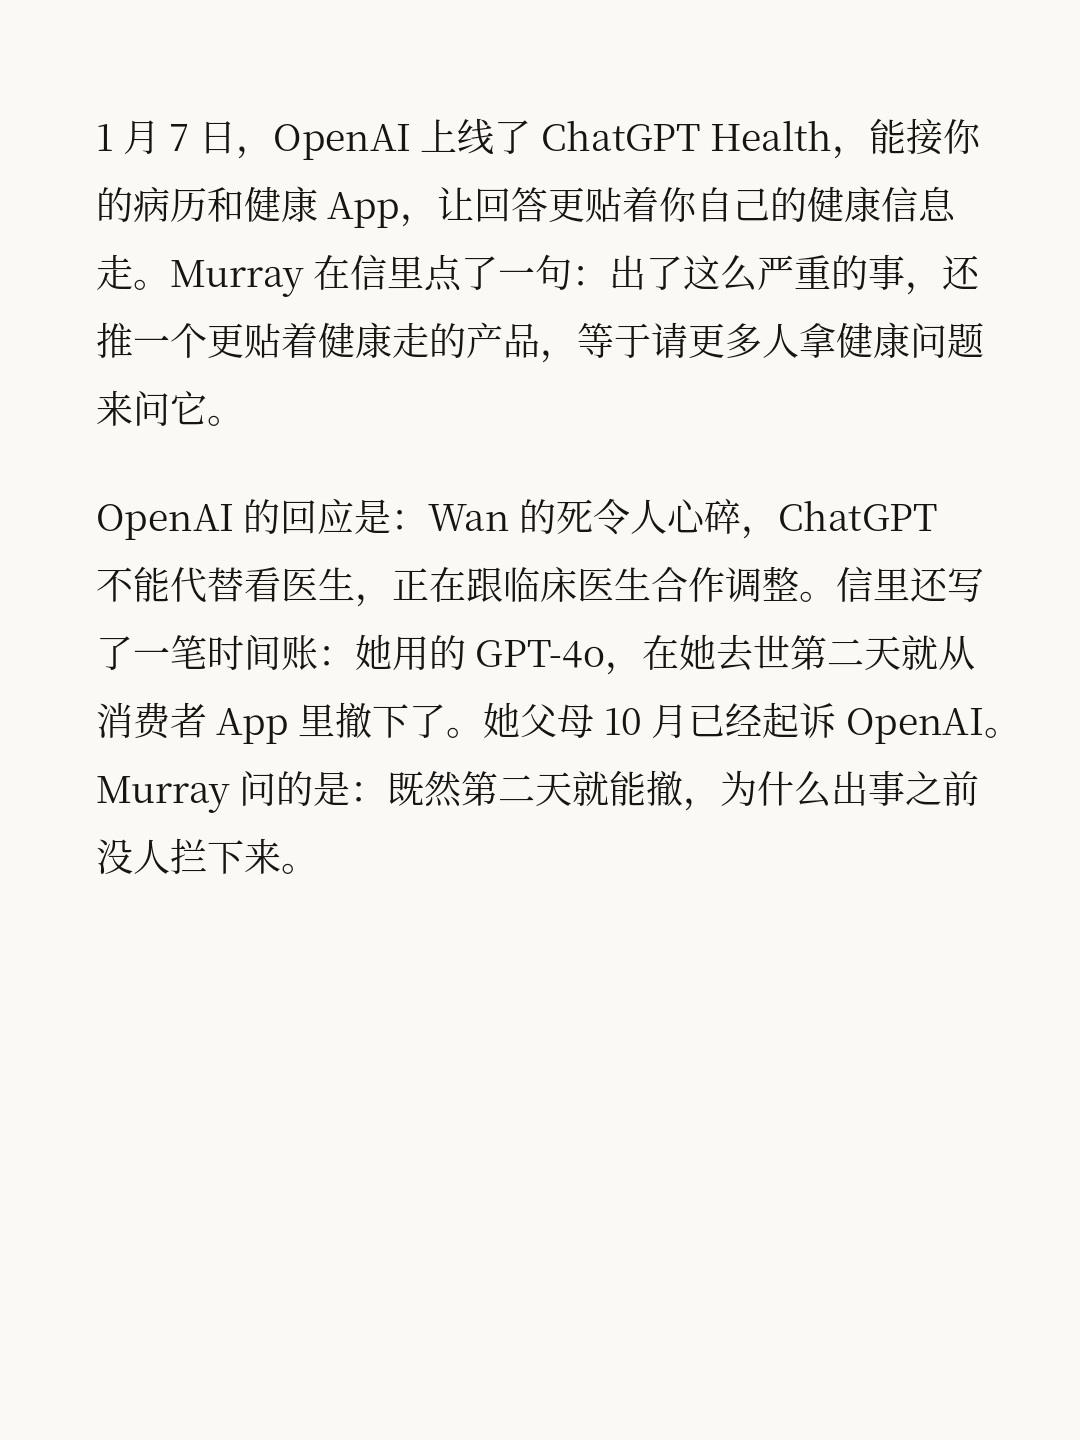 1 月 7 日，OpenAI 上线了 ChatGPT Health，能接你
的病历和健康 App，让回答更贴着你自己的健康信息
走。Murray 在信里点了一句：出了这么严重的事，还
推一个更贴着健康走的产品，等于请更多人拿健康问题
来问它。
OpenAI 的回应是：Wan 的死令人心碎，ChatGPT
不能代替看医生，正在跟临床医生合作调整。信里还写
了一笔时间账：她用的 GPT-4o，在她去世第二天就从
消费者 App 里撤下了。她父母 10 月已经起诉 OpenAI。
Murray 问的是：既然第二天就能撤，为什么出事之前
没人拦下来。